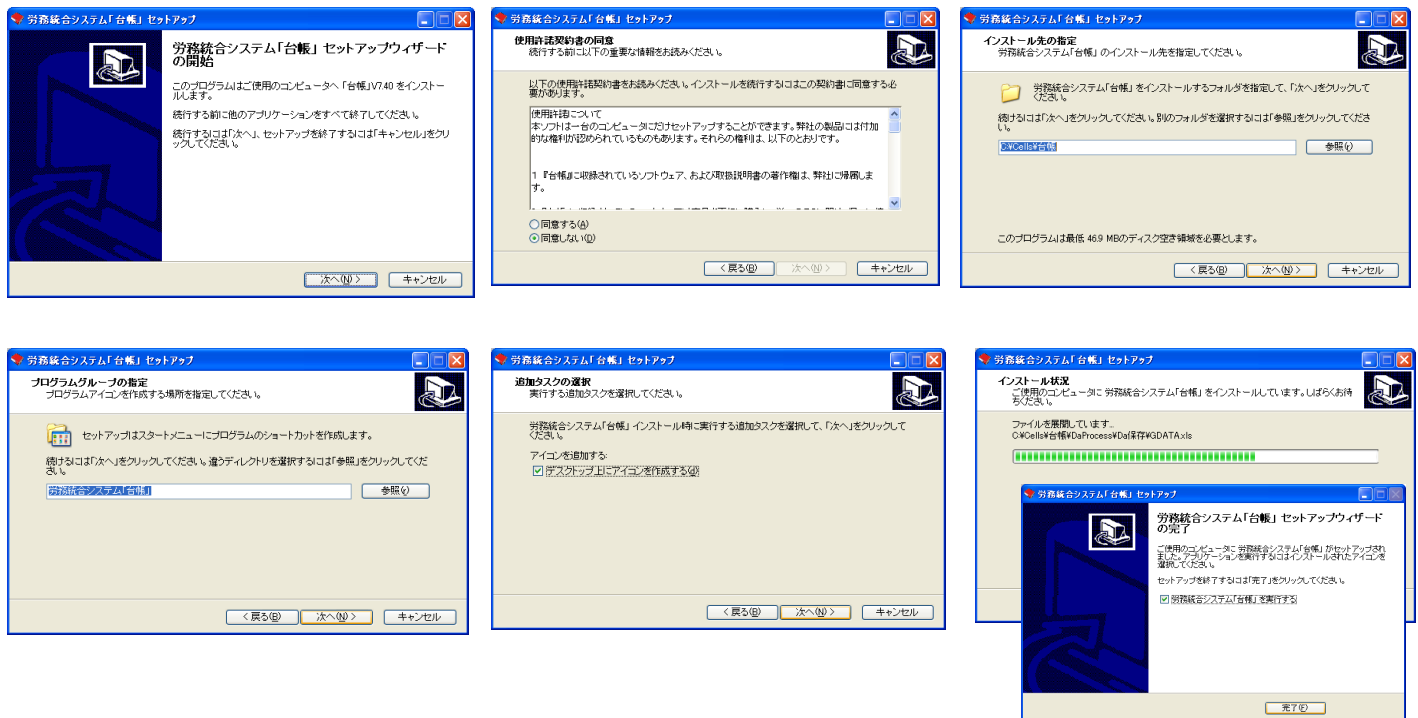 労務統合システム「台帳」 セットアップ
労務統合システム「台帳」 セットアップウィザード
の開始
このプログラムはご使用のコンピュータへ 「台帳」V7.40 をインストー
ルします。
続行する前に他のアプリケーションをすべて終了してください。
続行するには「次へ」、セットアップを終了するには「キャンセル」をクリ
ックしてください。
次へ(N) >
キャンセル
労務統合システム「台帳」 セットアップ
使用許諾契約書の同意
続行する前に以下の重要な情報をお読みください。
以下の使用許諾契約書をお読みください。インストールを続行するにはこの契約書に同意する必
要があります。
使用許諾について
本ソフトは一台のコンピュータにだけセットアップすることができます。弊社の製品には付加
的な権利が認められているものもあります。それらの権利は、以下のとおりです。
1 『台帳』に収録されているソフトウェア、および取扱説明書の著作権は、弊社に帰属しま
す。
同意する(A)
同意しない(D)
< 戻る(B)
次へ(N) >
キャンセル
労務統合システム「台帳」 セットアップ
インストール先の指定
労務統合システム「台帳」 のインストール先を指定してください。
労務統合システム「台帳」 をインストールするフォルダを指定して、「次へ」をクリックして
ください。
続けるには「次へ」をクリックしてください。別のフォルダを選択するには「参照」をクリックしてくださ
い。
C:¥Cells¥台帳
参照(r)
このプログラムは最低 46.9 MBのディスク空き領域を必要とします。
< 戻る(B)
次へ(N) >
キャンセル
労務統合システム「台帳」 セットアップ
プログラムグループの指定
プログラムアイコンを作成する場所を指定してください。
セットアップはスタートメニューにプログラムのショートカットを作成します。
続けるには「次へ」をクリックしてください。違うディレクトリを選択するには「参照」をクリックしてくだ
さい。
労務統合システム「台帳」
参照(r)
< 戻る(B)
次へ(N) >
キャンセル
労務統合システム「台帳」 セットアップ
追加タスクの選択
実行する追加タスクを選択してください。
労務統合システム「台帳」 インストール時に実行する追加タスクを選択して、「次へ」をクリックして
ください。
アイコンを追加する:
デスクトップ上にアイコンを作成する(d)
< 戻る(B)
次へ(N) >
キャンセル
労務統合システム「台帳」 セットアップ
インストール状況
ご使用のコンピュータに 労務統合システム「台帳」 をインストールしています。しばらくお待
ちください。
ファイルを展開しています...
C:¥Cells¥台帳¥DaProcess¥Da保存¥GDATA.xls
労務統合システム「台帳」 セットアップ
労務統合システム「台帳」 セットアップウィザード
の完了
ご使用のコンピュータに 労務統合システム「台帳」 がセットアップされ
ました。アプリケーションを実行するにはインストールされたアイコンを
選択してください。
セットアップを終了するには「完了」をクリックしてください。
労務統合システム「台帳」 を実行する
完了(F)